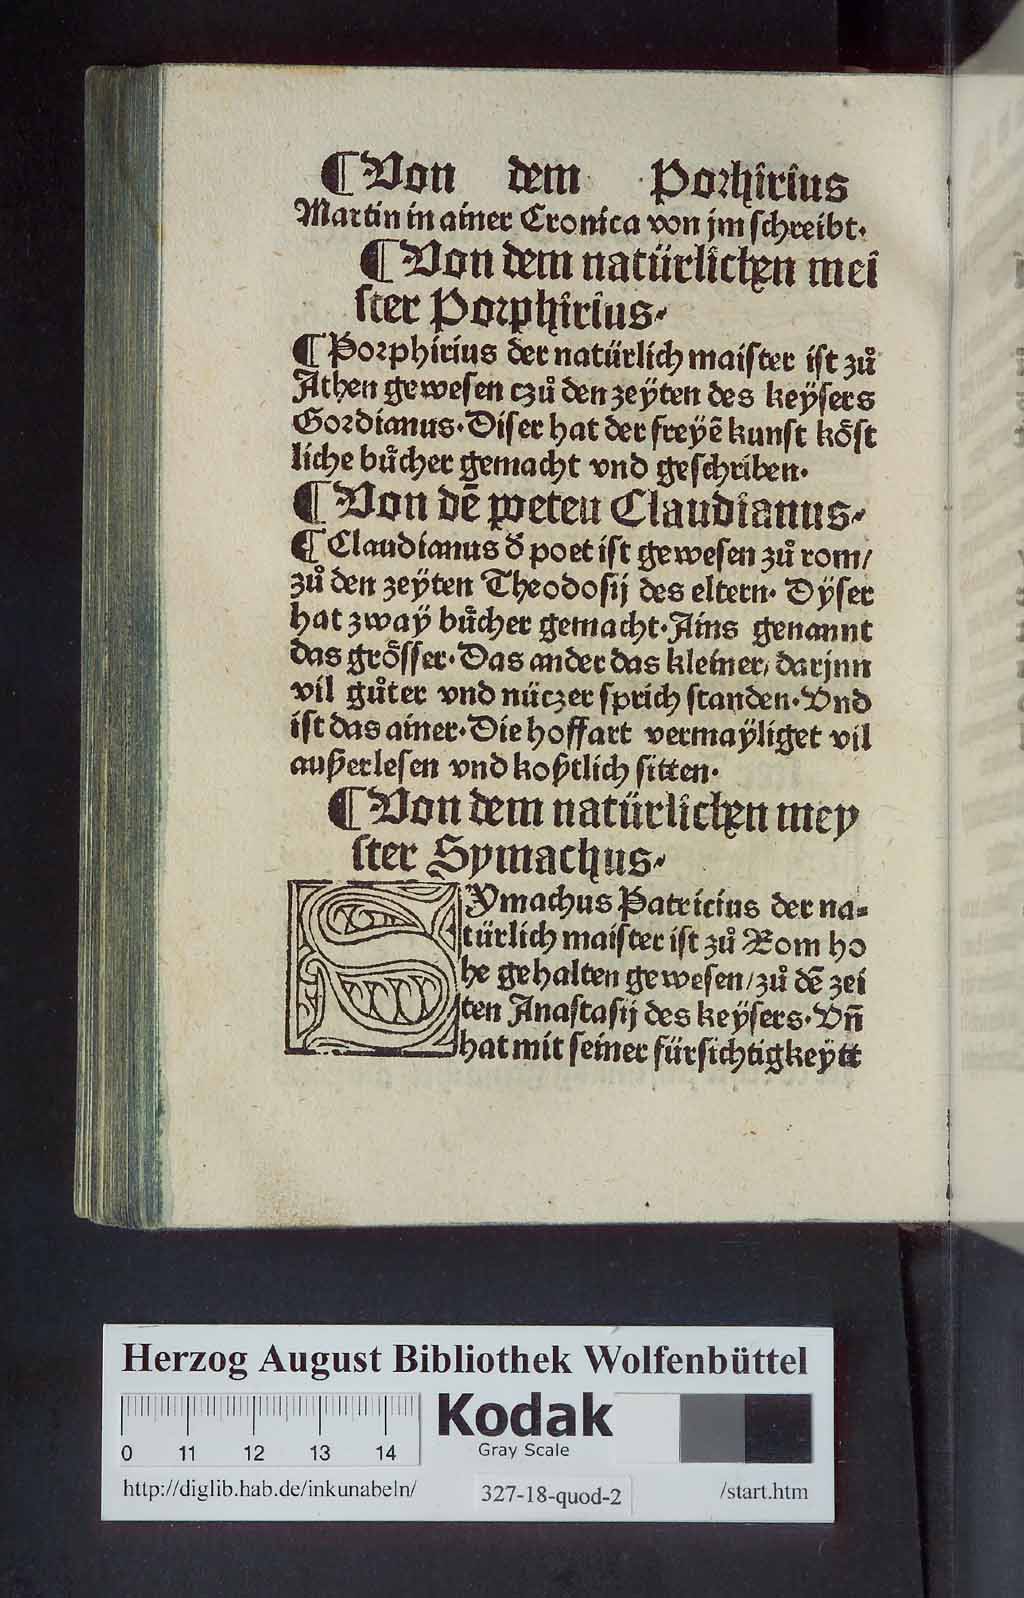 ¶ Von dem Porhirius
Martin in ainer Cronica von jm schreibt.
¶ Von dem natürlichen mei
ster Porphirius.
¶ Porphirius der natürlich maister ist zů
Athen gewesen czů den zeÿten des keÿsers
Gordianus. Diser hat der freyē kunst kőst
liche bůcher gemacht vnd geschriben.
¶ Von dē poeteu Claudianus.
¶ Claudianus d̕ poet ist gewesen zů rom/
zů den zeÿten Theodosij des eltern. Dÿser
hat zwaÿ bůcher gemacht. Ains genannt
das grősser. Das ander das kleiner/ darjnn
vil gůter vnd nüczer sprich standen. Vnd
ist das ainer. Die hoffart vermaÿliget vil
außerlesen vnd koßtlich sitten.
¶ Von dem natürlichen mey
ster Symachus.
SYmachus Patricius der na⸗
türlich maister ist zů Rom ho
he gehalten gewesen/ zů dē zei
ten Anastasij des keÿsers. Vn̄
hat mit seiner fürsichtigkeÿtt
Herzog August Bibliothek Wolfenbüttel
0 11 12 13 14
Kodak
Gray Scale
http://diglib.hab.de/inkunabeln/ 327-18-quod-2 /start.htm